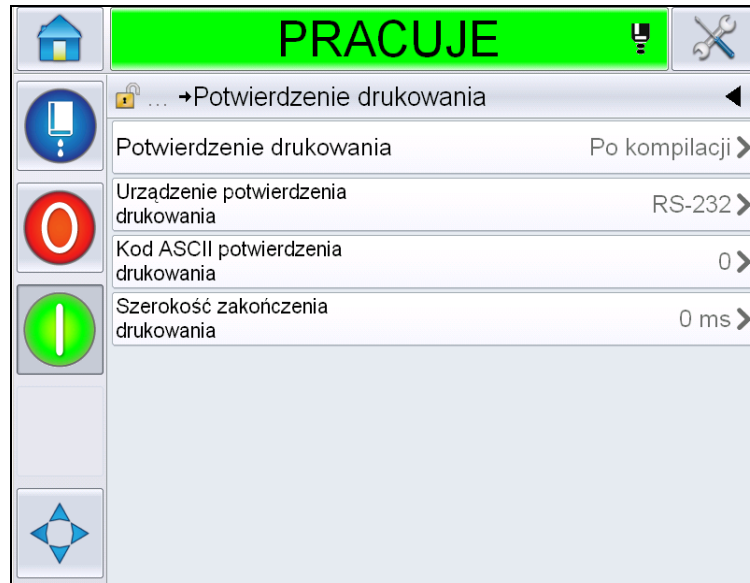 PRACUJE
... →Potwierdzenie drukowania
Potwierdzenie drukowania
Po kompilacji
Urządzenie potwierdzenia
drukowania
RS-232
Kod ASCII potwierdzenia
drukowania
0
Szerokość zakończenia
drukowania
0 ms